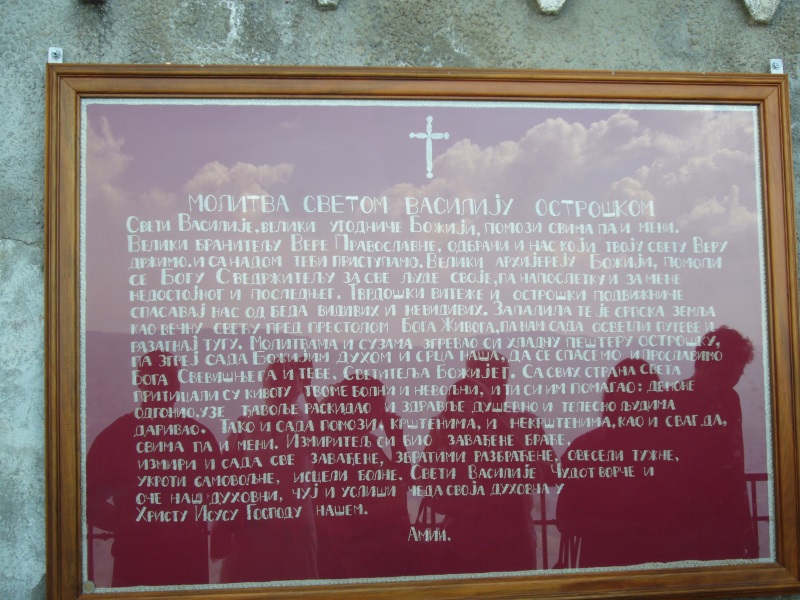 МОЛИТВА СВЕТОМ ВАСИЛИЈУ ОСТРОШКОМ
СВЕТИ ВАСИЛИЈЕ, ВЕЛИКИ УГОДНИЧЕ БОЖИЈИ, ПОМОЗИ СВИМА ПА И МЕНИ.
ВЕЛИКИ БРАНИТЕЉУ ВЕРЕ ПРАВОСЛАВНЕ, ОДБРАНИ И НАС КОЈИ ТВОЈУ СВЕТУ ВЕРУ
ДРЖИМО. И СА НАДОМ ТЕБИ ПРИСТУПАМО. ВЕЛИКИ АРХИЈЕРЕЈУ БОЖИЈИ, ПОМОЛИ
СЕ БОГУ СВЕДРЖИТЕЉУ ЗА СВЕ ЉУДЕ СВОЈЕ, ПА НАПОСЛЕТКУ И ЗА МЕНЕ
НЕДОСТОЈНОГ И ПОСЛЕДЊЕГ. ТВРДОШКИ ВИТЕЖЕ И ОСТРОШКИ ПОДВИЖНИЧЕ
СПАСАВАЈ НАС ОД БЕДА ВИДИВИХ И НЕВИДИВИХ. ЗАПАЛИЛА ТЕ ЈЕ СРПСКА ЗЕМЉА
КАО ВЕЧНУ СВЕЋУ ПРЕД ПРЕСТОЛОМ БОГА ЖИВОГА, ПА НАМ САДА ОСВЕТЛИ ПУТЕВЕ И
РАЗАГНАЈ ТУГУ. МОЛИТВАМА И СУЗАМА ЗГРЕВАО СИ ХЛАДНУ ПЕШТЕРУ ОСТРОШКУ,
ПА ЗГРЕЈ САДА БОЖИЈИМ ДУХОМ И СРЦА НАША, ДА СЕ СПАСЕМО И ПРОСЛАВИМО
БОГА СВЕВИШЊЕГА И ТЕБЕ. СВЕТИТЕЉА БОЖИЈЕГ. СА СВИХ СТРАНА СВЕТА
ПРИТИЦАЛИ СУ КИВОТУ ТВОМЕ БОЛНИ И НЕВОЉНИ, И ТИ СИ ИМ ПОМАГАО: ДЕМОНЕ
ОДГОНИО, УЗЕ ЂАВОЉЕ РАСКИДАО И ЗДРАВЉЕ ДУШЕВНО И ТЕЛЕСНО ЉУДИМА
ДАРИВАО. ТАКО И САДА ПОМОЗИ, КРШТЕНИМА, И НЕКРШТЕНИМА, КАО И СВАГДА,
СВИМА ПА И МЕНИ. ИЗМИРИТЕЉ СИ БИО ЗАВАЂЕНЕ БРАЋЕ.
ИЗМИРИ И САДА СВЕ ЗАВАЂЕНЕ, ЗБРАТИМИ РАЗБРАЋЕНЕ, ОВЕСЕЛИ ТУЖНЕ,
УКРОТИ САМОВОЉНЕ, ИСЦЕЛИ БОЛНЕ. СВЕТИ ВАСИЛИЈЕ ЧУДОТВОРЧЕ И
ОЧЕ НАШ ДУХОВНИ, ЧУЈ И УСЛИШИ ЧЕДА СВОЈА ДУХОВНА У
ХРИСТУ ИСУСУ ГОСПОДУ НАШЕМ.
АМИН.